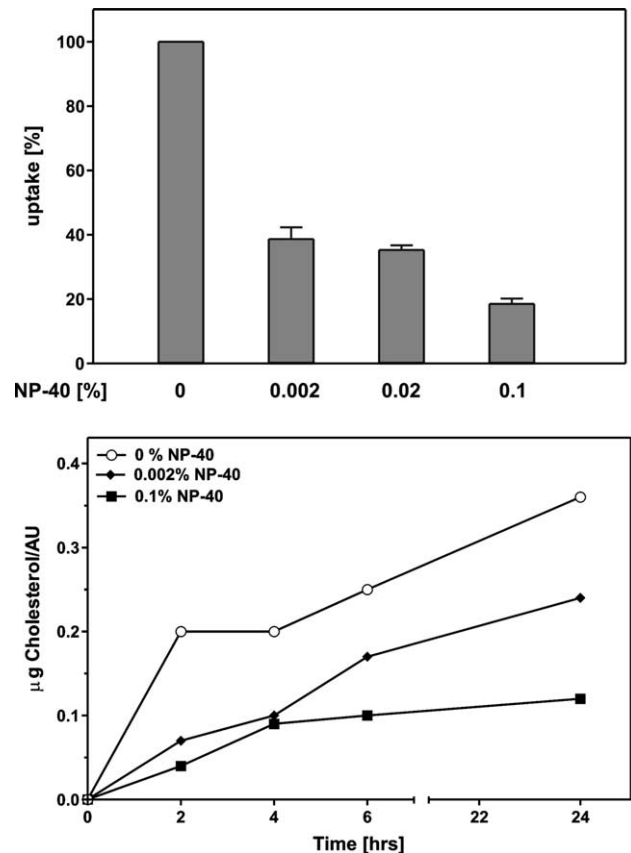 100
80
60
40
20
0
uptake [%]
NP-40 [%] 0 0.002 0.02 0.1
0 % NP-40
0.002% NP-40
0.1% NP-40
0.4
0.3
0.2
0.1
0.0
μg Cholesterol/AU
0 2 4 6 22 24
Time [hrs]